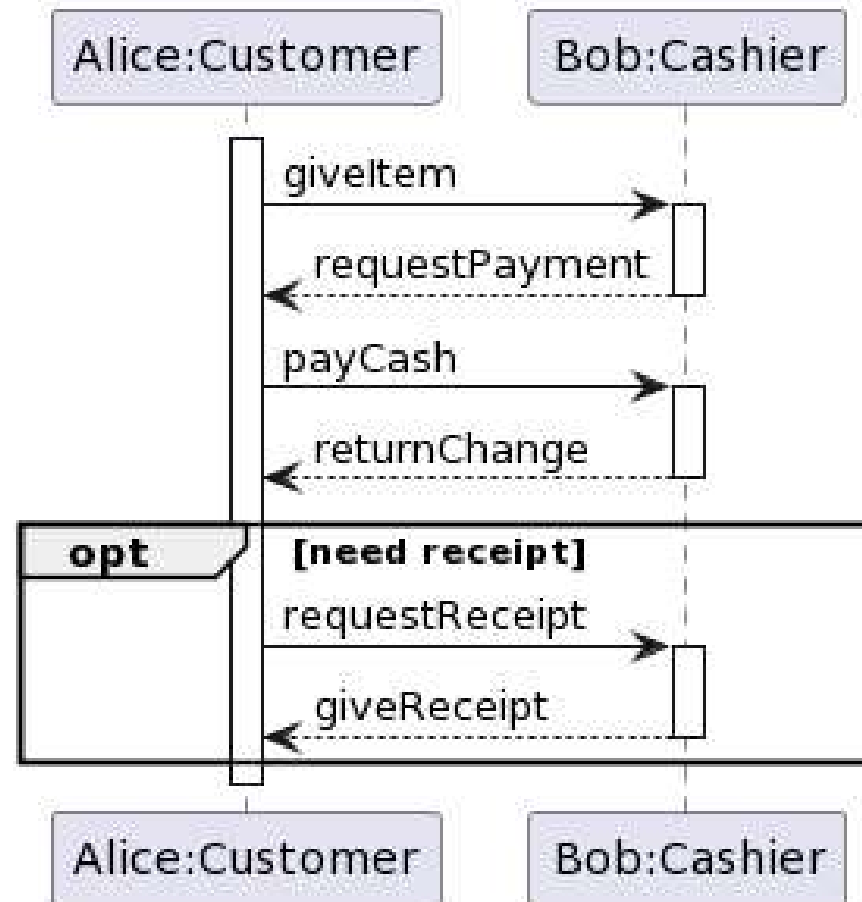 Alice:Customer Bob:Cashier
giveItem
requestPayment
payCash
returnChange
opt [need receipt]
requestReceipt
giveReceipt
Alice:Customer Bob:Cashier